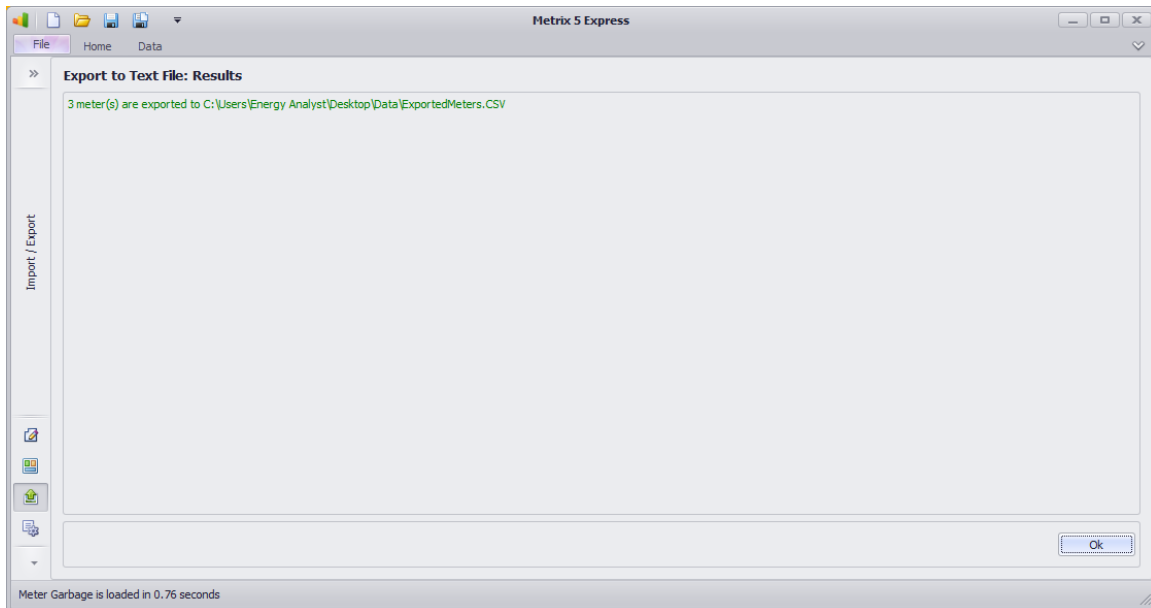 Metrix 5 Express
File Home Data
Export to Text File: Results
3 meter(s) are exported to C:\Users\Energy Analyst\Desktop\Data\ExportedMeters.CSV
Import / Export
Ok
Meter Garbage is loaded in 0.76 seconds